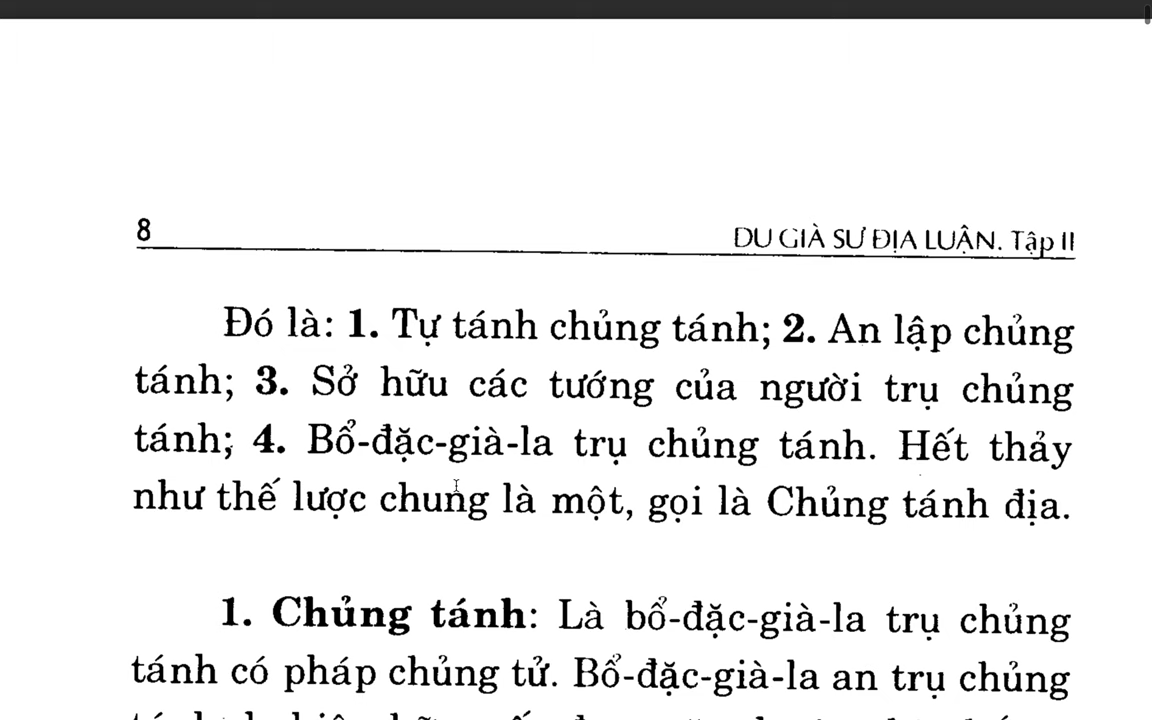 8
DU GIÀ SƯ ĐỊA LUẬN. Tập II
Đó là: 1. Tự tánh chủng tánh; 2. An lập chủng
tánh; 3. Sở hữu các tướng của người trụ chủng
tánh; 4. Bổ-đặc-già-la trụ chủng tánh. Hết thảy
như thế lược chung là một, gọi là Chủng tánh địa.
1. Chủng tánh: Là bổ-đặc-già-la trụ chủng
tánh có pháp chủng tử. Bổ-đặc-già-la an trụ chủng